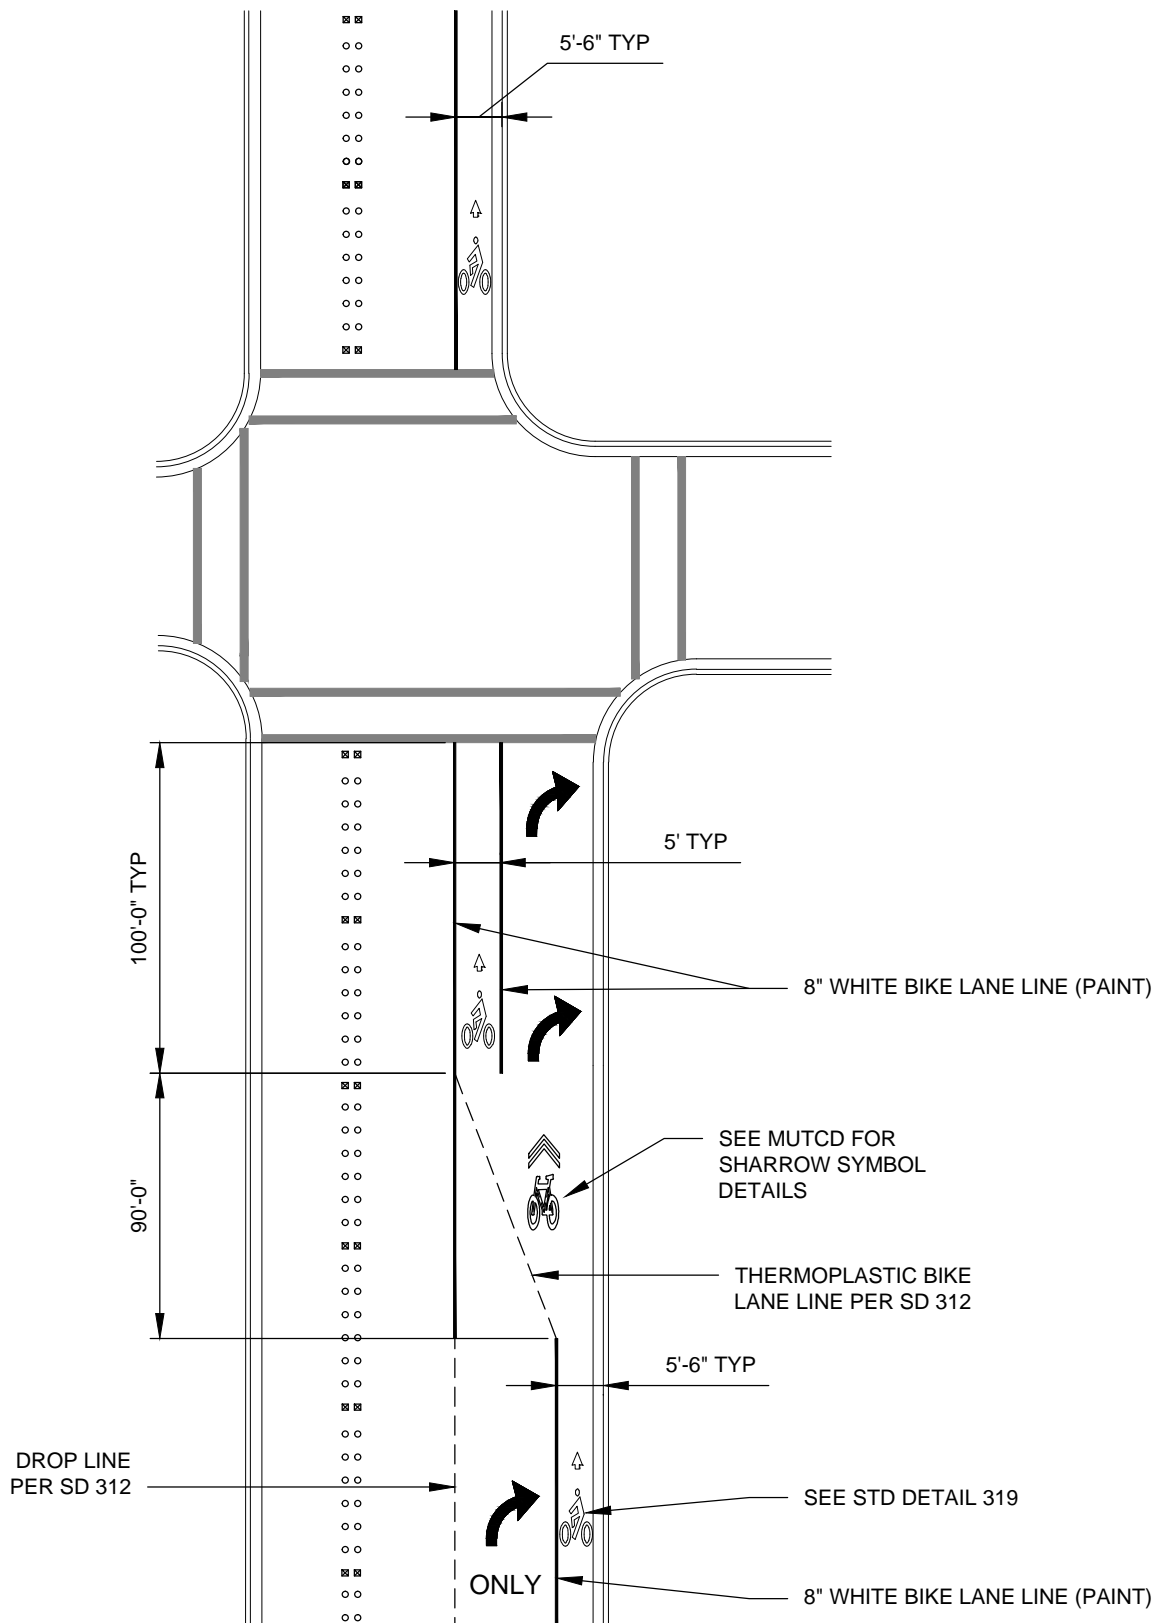 5'-6" TYP
5' TYP
100'-0" TYP
8" WHITE BIKE LANE LINE (PAINT)
SEE MUTCD FOR
SHARROW SYMBOL
DETAILS
90'-0"
THERMOPLASTIC BIKE
LANE LINE PER SD 312
5'-6" TYP
DROP LINE
PER SD 312
SEE STD DETAIL 319
ONLY
8" WHITE BIKE LANE LINE (PAINT)